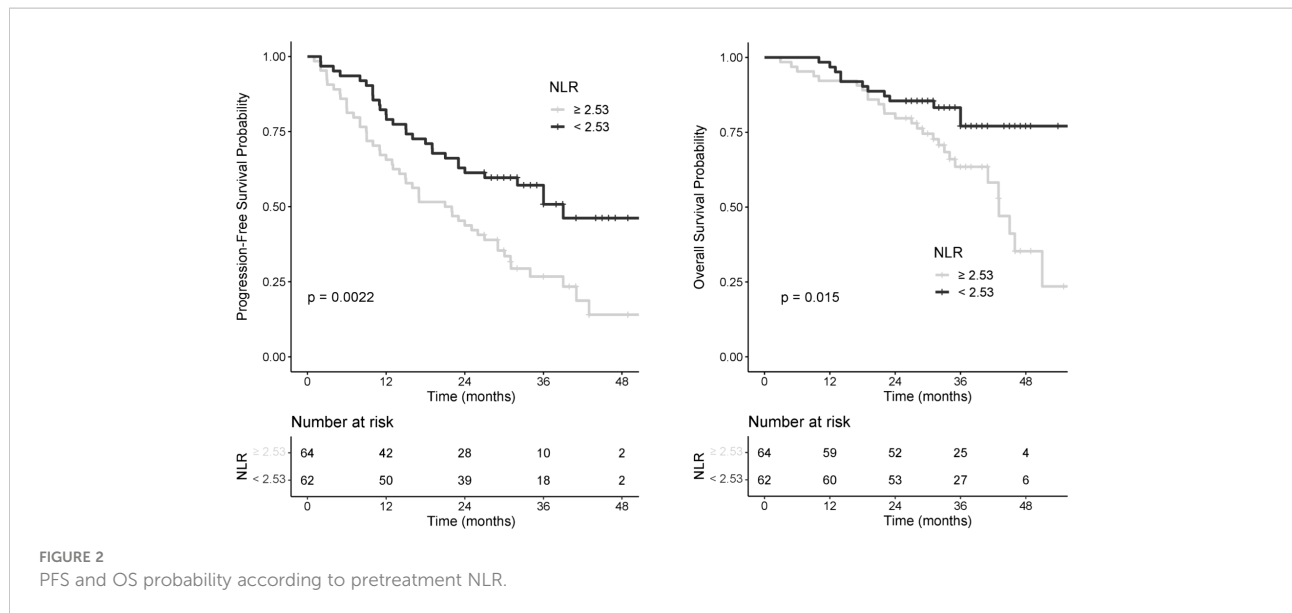 Progression-Free Survival Probability
1.00
0.75
0.50
0.25
0.00
NLR
≥ 2.53
< 2.53
p = 0.0022
0 12 24 36 48
Time (months)
Number at risk
NLR
≥ 2.53 64 42 28 10 2
< 2.53 62 50 39 18 2
0 12 24 36 48
Time (months)
Overall Survival Probability
1.00
0.75
0.50
0.25
0.00
NLR
≥ 2.53
< 2.53
p = 0.015
0 12 24 36 48
Time (months)
Number at risk
NLR
≥ 2.53 64 59 52 25 4
< 2.53 62 60 53 27 6
0 12 24 36 48
Time (months)
FIGURE 2
PFS and OS probability according to pretreatment NLR.